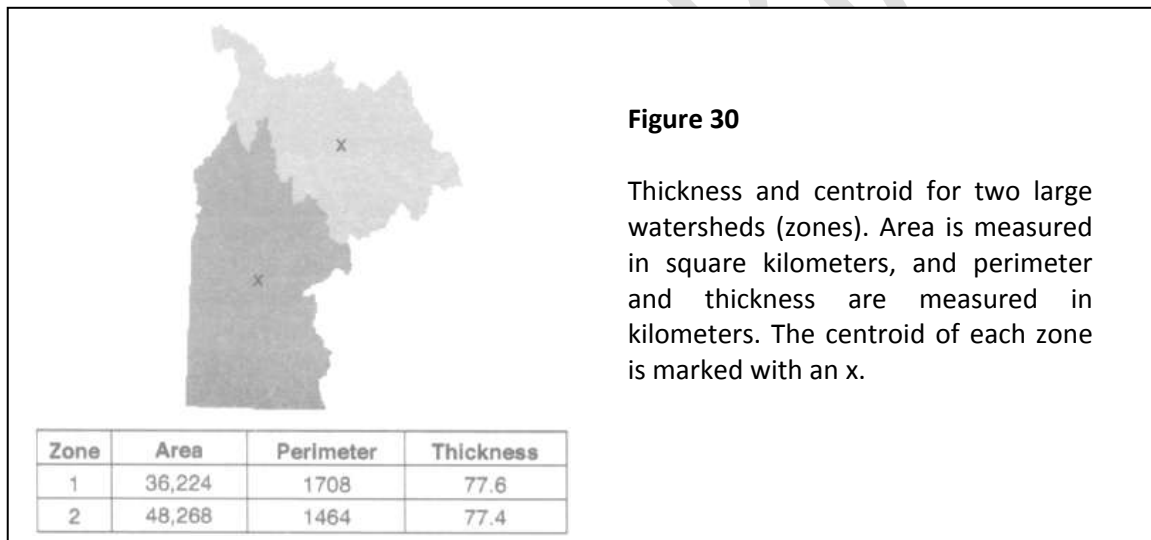 Figure 30
Thickness and centroid for two large
watersheds (zones). Area is measured
in square kilometers, and perimeter
and thickness are measured in
kilometers. The centroid of each zone
is marked with an x.
x
x
Zone Area Perimeter Thickness
1 36,224 1708 77.6
2 48,268 1464 77.4